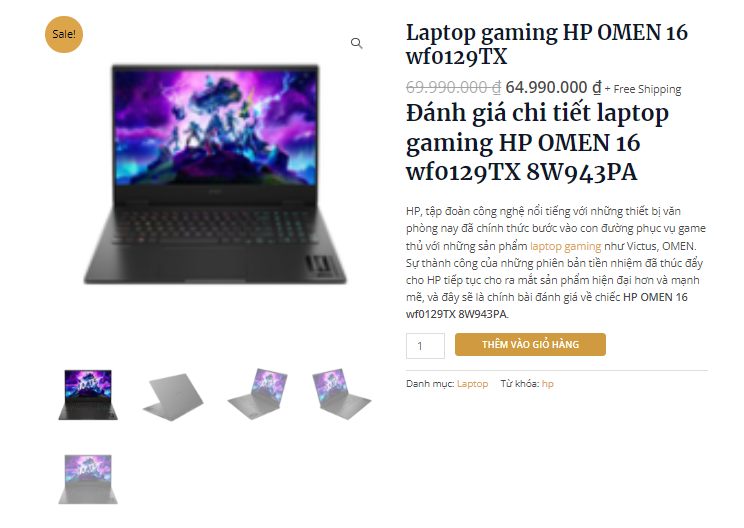 Sale!
Laptop gaming HP OMEN 16
wf0129TX
69.990.000 ₫ 64.990.000 ₫ + Free Shipping
Đánh giá chi tiết laptop
gaming HP OMEN 16
wf0129TX 8W943PA
HP, tập đoàn công nghệ nổi tiếng với những thiết bị văn
phòng nay đã chính thức bước vào con đường phục vụ game
thủ với những sản phẩm laptop gaming như Victus, OMEN.
Sự thành công của những phiên bản tiền nhiệm đã thúc đẩy
cho HP tiếp tục cho ra mắt sản phẩm hiện đại hơn và mạnh
mẽ, và đây sẽ là chính bài đánh giá về chiếc HP OMEN 16
wf0129TX 8W943PA.
1 THÊM VÀO GIỎ HÀNG
Danh mục: Laptop Từ khóa: hp